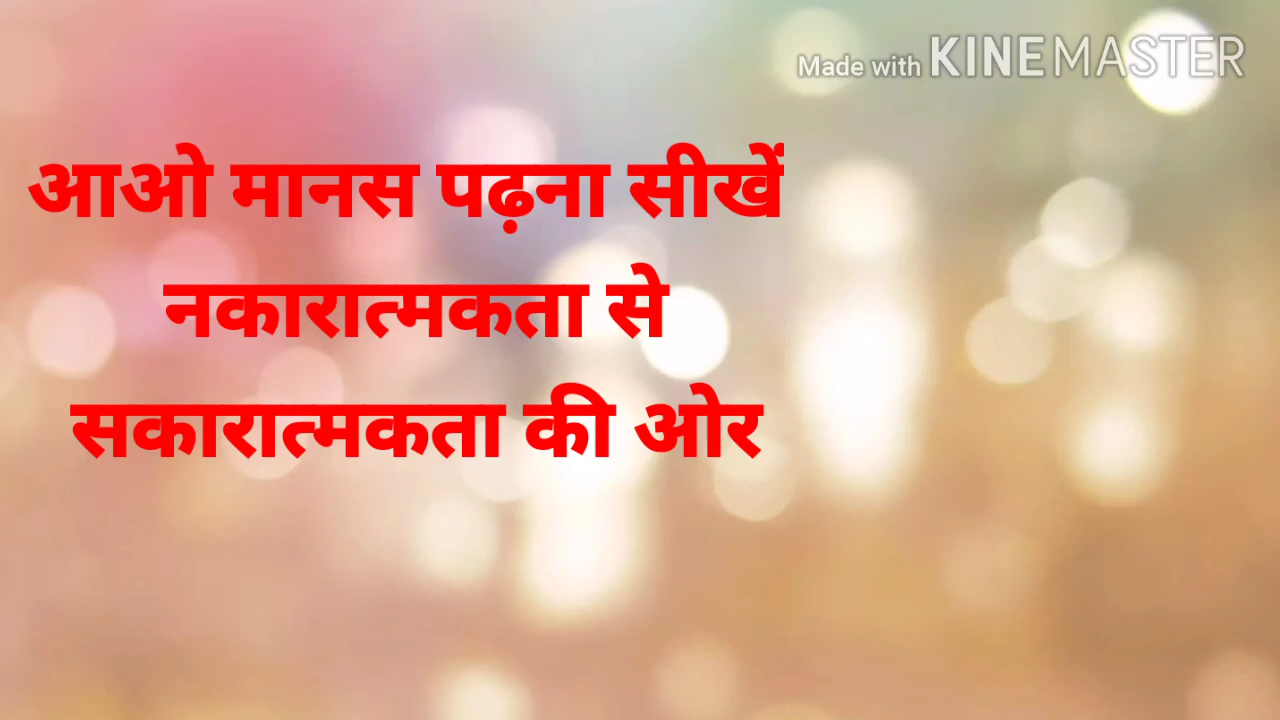 Made with KINEMASTER
आओ मानस पढ़ना सीखें
नकारात्मकता से
सकारात्मकता की ओर